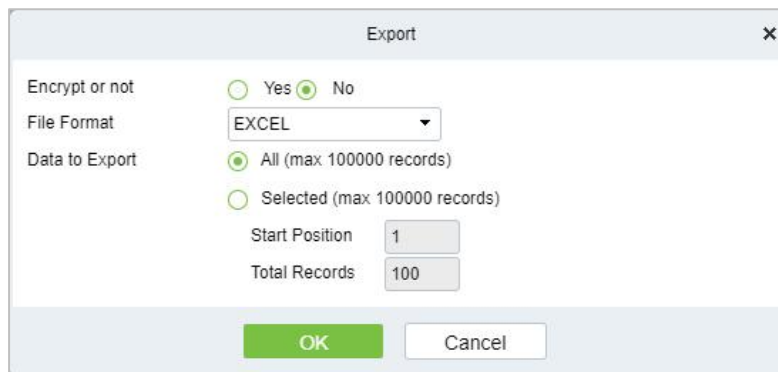 Export
Encrypt or not Yes No
File Format EXCEL
Data to Export All (max 100000 records)
Selected (max 100000 records)
Start Position 1
Total Records 100
OK Cancel